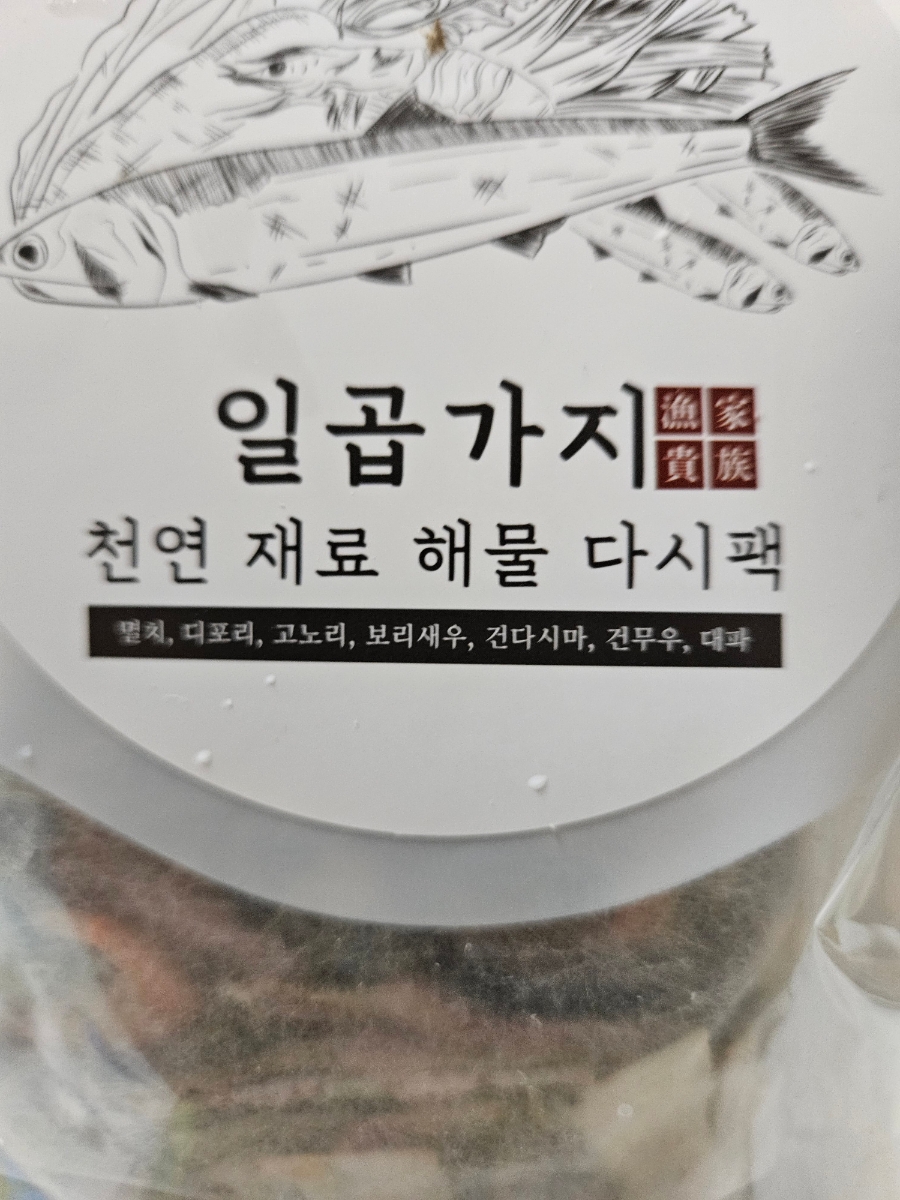 일곱가지 漁家貴族
천연 재료 해물 다시팩
멸치, 디포리, 고노리, 보리새우, 건다시마, 건무우, 대파